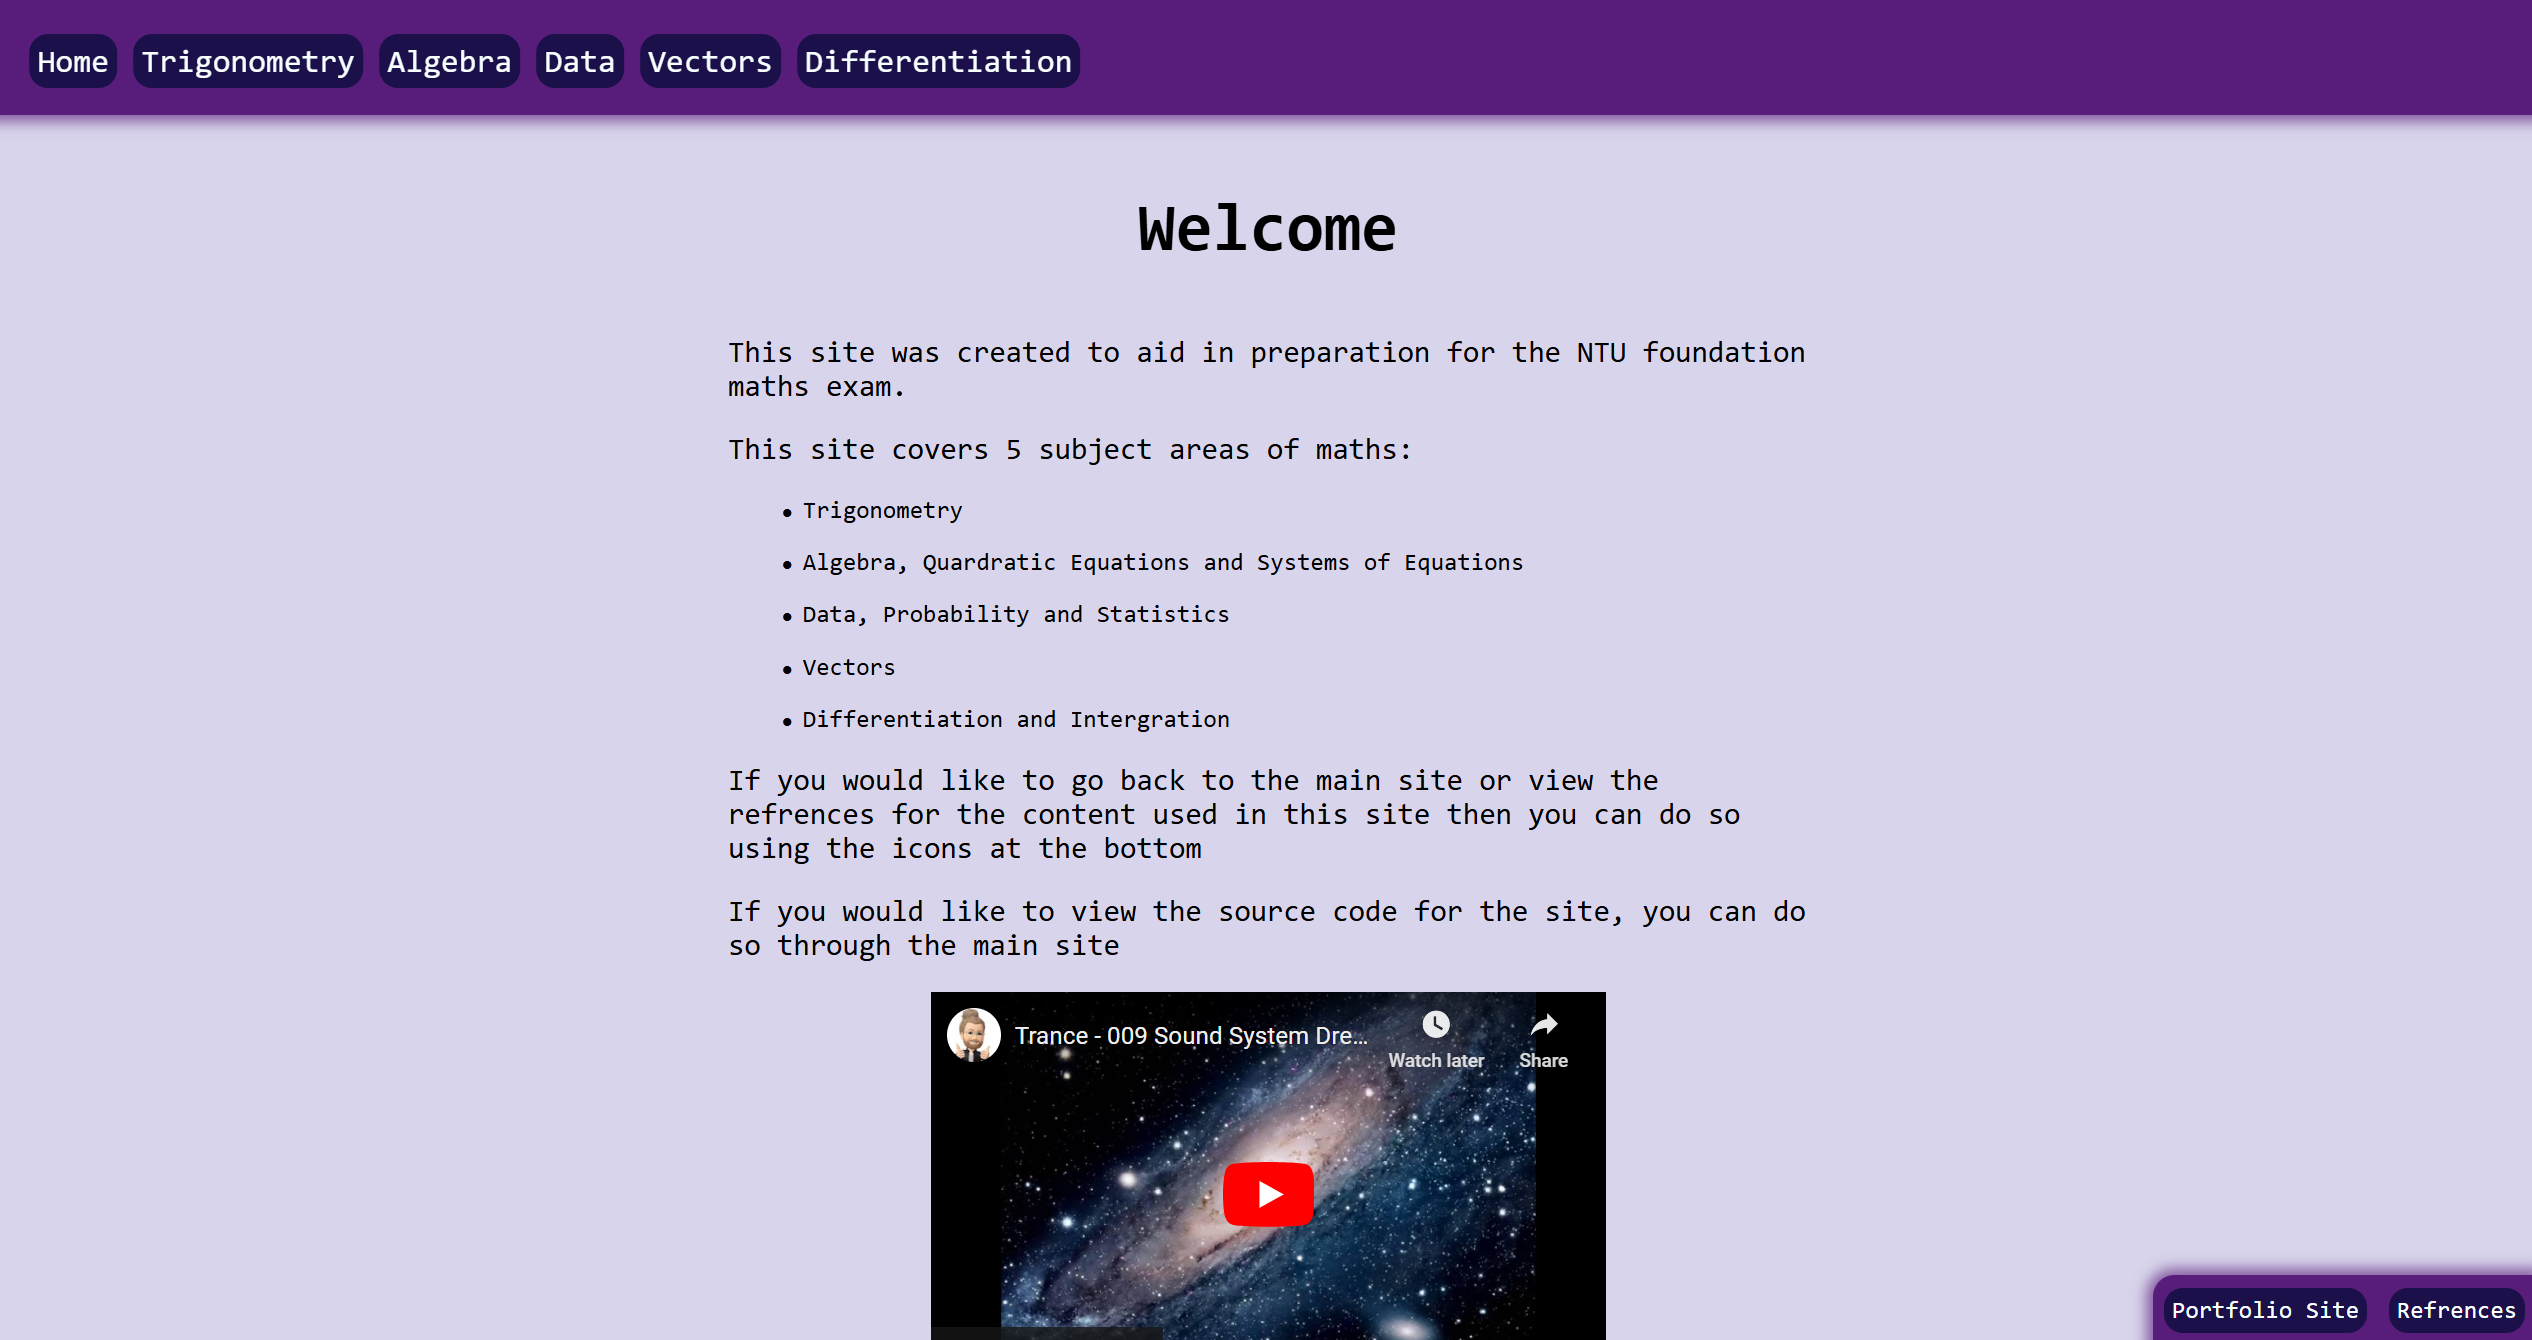 Home Trigonometry Algebra Data Vectors Differentiation
Welcome
This site was created to aid in preparation for the NTU foundation
maths exam.
This site covers 5 subject areas of maths:
• Trigonometry
• Algebra, Quardratic Equations and Systems of Equations
• Data, Probability and Statistics
• Vectors
• Differentiation and Intergration
If you would like to go back to the main site or view the
refrences for the content used in this site then you can do so
using the icons at the bottom
If you would like to view the source code for the site, you can do
so through the main site
Trance - 009 Sound System Dre...
Watch later Share
Portfolio Site Refrences